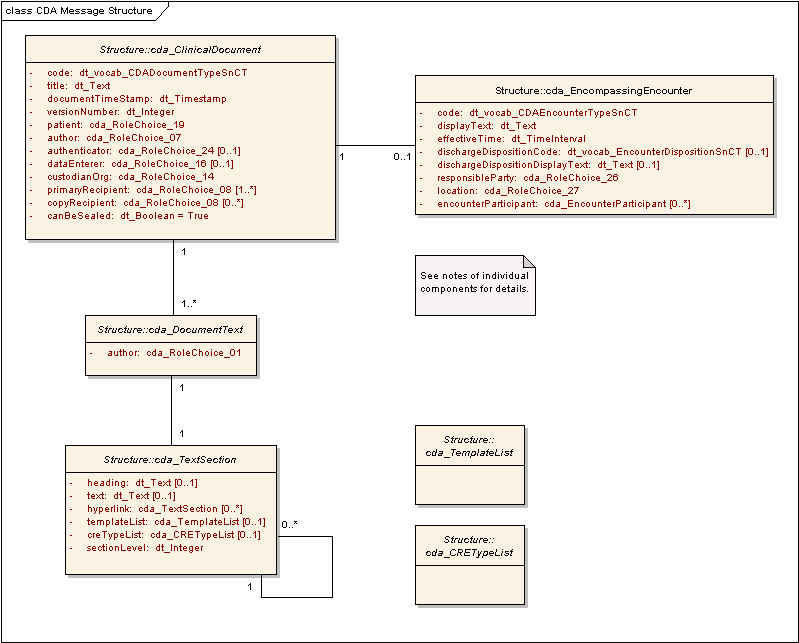 class CDA Message Structure
Structure::cda_ClinicalDocument
- code: dt_vocab_CDADocumentTypeSnCT
- title: dt_Text
- documentTimeStamp: dt_Timestamp
- versionNumber: dt_Integer
- patient: cda_RoleChoice_19
- author: cda_RoleChoice_07
- authenticator: cda_RoleChoice_24 [0..1]
- dataEnterer: cda_RoleChoice_16 [0..1]
- custodianOrg: cda_RoleChoice_14
- primaryRecipient: cda_RoleChoice_08 [1..*]
- copyRecipient: cda_RoleChoice_08 [0..*]
- canBeSealed: dt_Boolean = True
1
0..1
Structure::cda_EncompassingEncounter
- code: dt_vocab_CDAEncounterTypeSnCT
- displayText: dt_Text
- effectiveTime: dt_TimeInterval
- dischargeDispositionCode: dt_vocab_EncounterDispositionSnCT [0..1]
- dischargeDispositionDisplayText: dt_Text [0..1]
- responsibleParty: cda_RoleChoice_26
- location: cda_RoleChoice_27
- encounterParticipant: cda_EncounterParticipant [0..*]
1
1..*
See notes of individual
components for details.
Structure::cda_DocumentText
- author: cda_RoleChoice_01
1
1
Structure::cda_TextSection
- heading: dt_Text [0..1]
- text: dt_Text [0..1]
- hyperlink: cda_TextSection [0..*]
- templateList: cda_TemplateList [0..1]
- creTypeList: cda_CRETypeList [0..1]
- sectionLevel: dt_Integer
0..*
1
Structure::
cda_TemplateList
Structure::
cda_CRETypeList